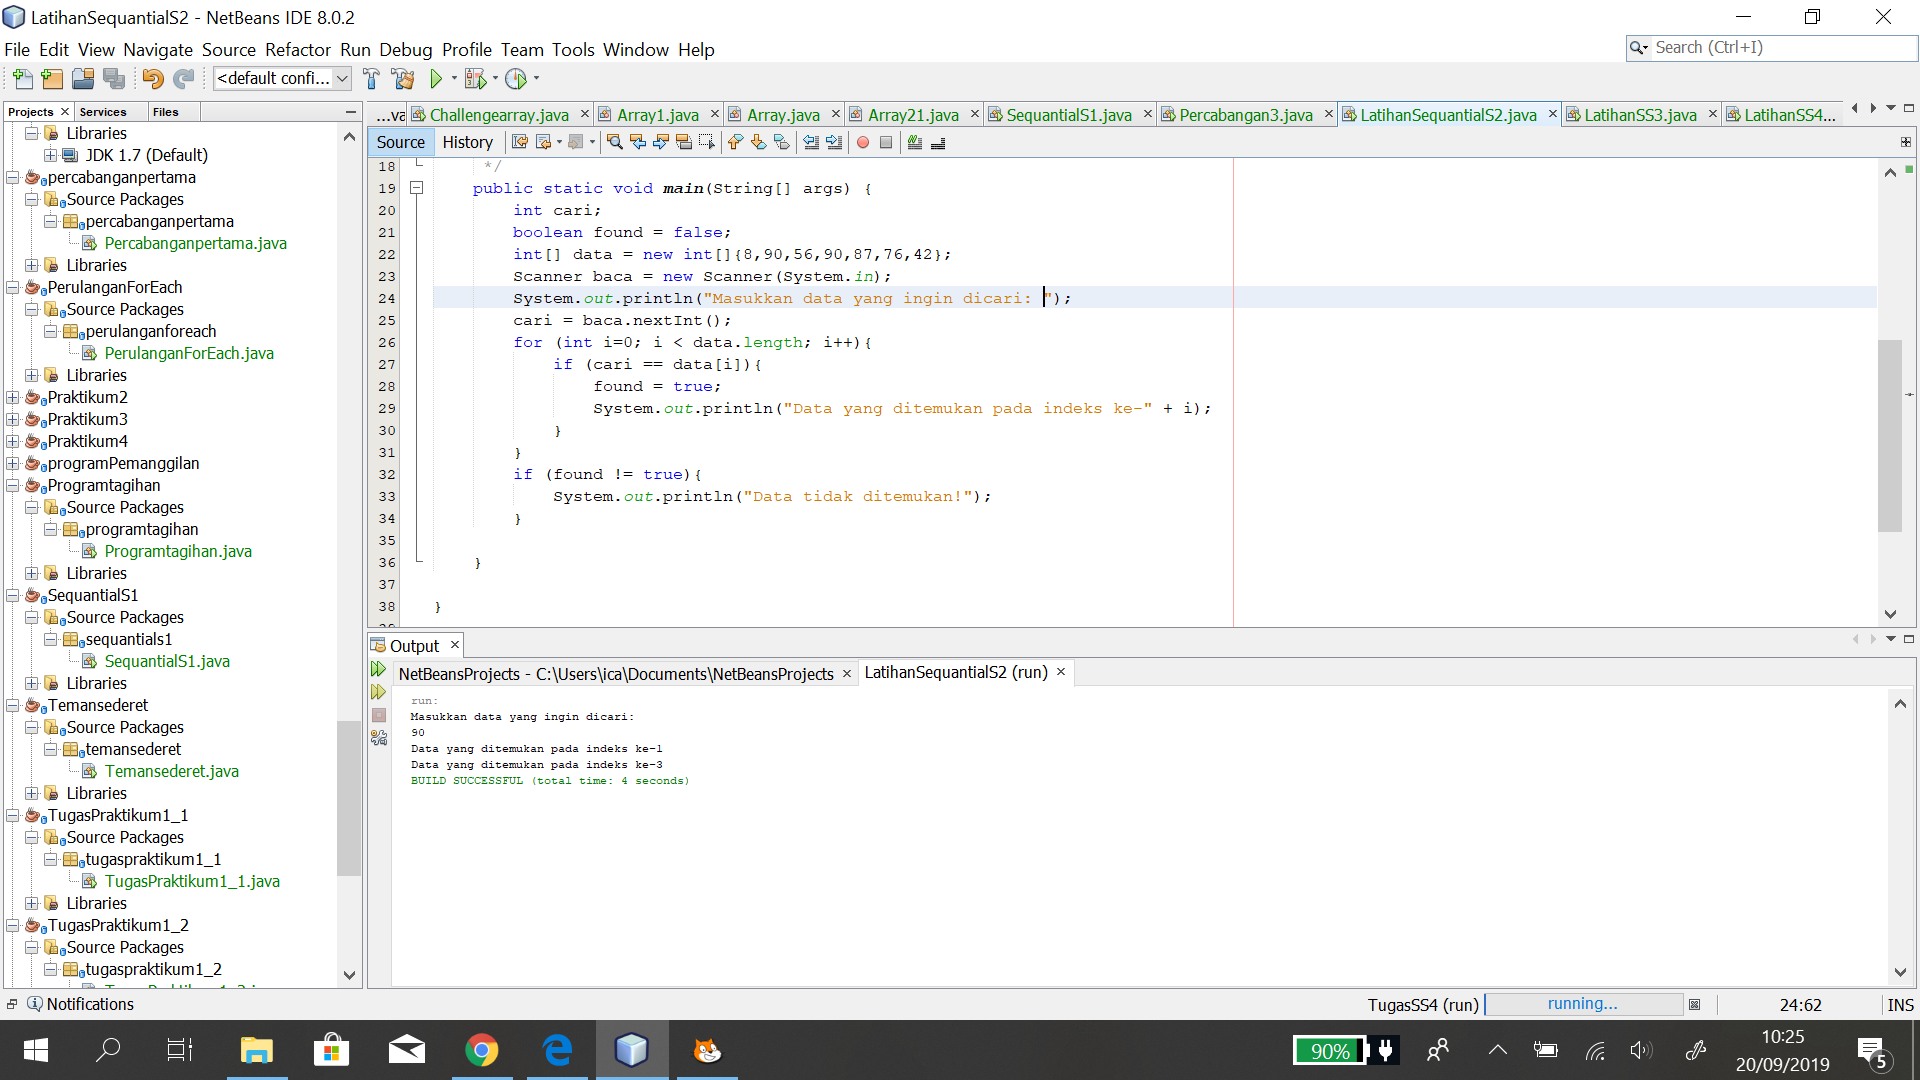 LatihanSequantialS2 - NetBeans IDE 8.0.2
File Edit View Navigate Source Refactor Run Debug Profile Team Tools Window Help
Search (Ctrl+I)
<default confi...
Projects Services Files
...va Challengearray.java Array1.java Array.java Array21.java SequantialS1.java Percabangan3.java LatihanSequantialS2.java LatihanSS3.java LatihanSS4...
Source History
Libraries
JDK 1.7 (Default)
percabanganpertama
Source Packages
percabanganpertama
Percabanganpertama.java
Libraries
PerulanganForEach
Source Packages
perulanganforeach
PerulanganForEach.java
Libraries
Praktikum2
Praktikum3
Praktikum4
programPemanggilan
Programtagihan
Source Packages
programtagihan
Programtagihan.java
Libraries
SequantialS1
Source Packages
sequantials1
SequantialS1.java
Libraries
Temansederet
Source Packages
temansederet
Temansederet.java
Libraries
TugasPraktikum1_1
Source Packages
tugaspraktikum1_1
TugasPraktikum1_1.java
Libraries
TugasPraktikum1_2
Source Packages
tugaspraktikum1_2
18 */
19 public static void main(String[] args) {
20 int cari;
21 boolean found = false;
22 int[] data = new int[]{8,90,56,90,87,76,42};
23 Scanner baca = new Scanner(System.in);
24 System.out.println("Masukkan data yang ingin dicari: ");
25 cari = baca.nextInt();
26 for (int i=0; i < data.length; i++){
27 if (cari == data[i]){
28 found = true;
29 System.out.println("Data yang ditemukan pada indeks ke-" + i);
30 }
31 }
32 if (found != true){
33 System.out.println("Data tidak ditemukan!");
34 }
35
36 }
37
38 }
Output
NetBeansProjects - C:\Users\ica\Documents\NetBeansProjects LatihanSequantialS2 (run)
run:
Masukkan data yang ingin dicari:
90
Data yang ditemukan pada indeks ke-1
Data yang ditemukan pada indeks ke-3
BUILD SUCCESSFUL (total time: 4 seconds)
Notifications
TugasSS4 (run) running... 24:62 INS
90%
10:25
20/09/2019
5